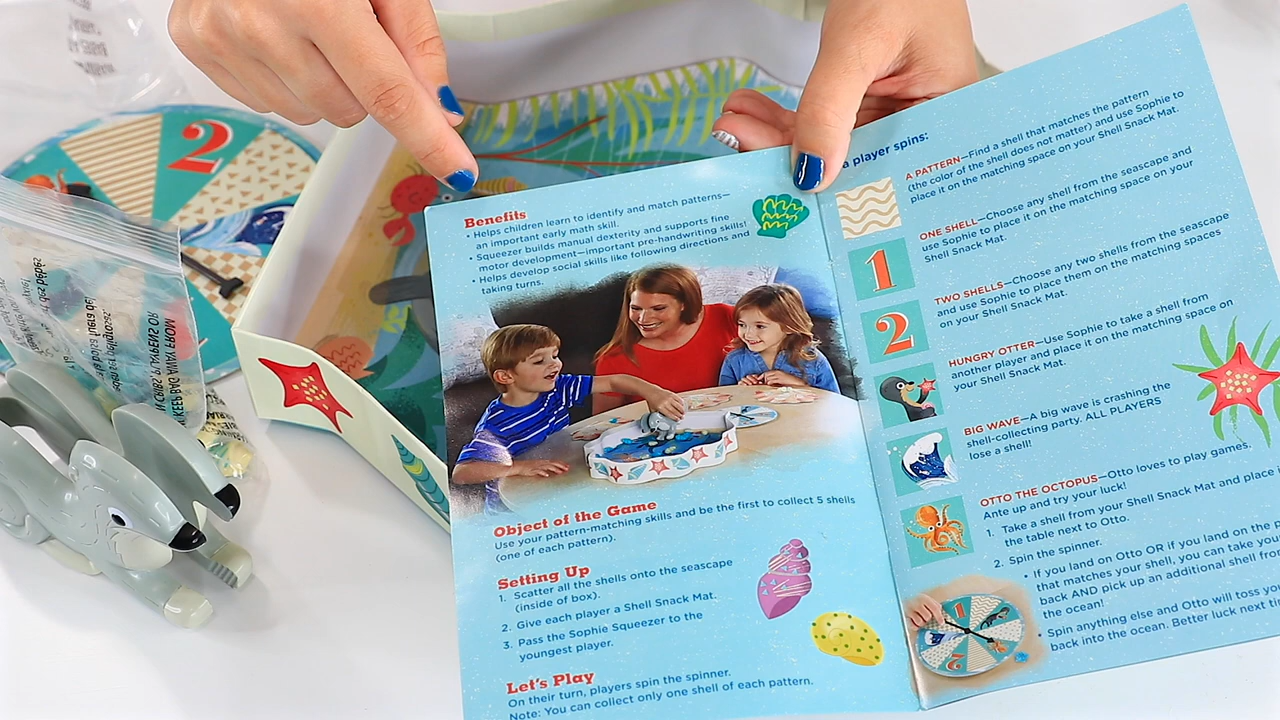 2
Benefits
• Helps children learn to identify and match patterns—
an important early math skill.
• Squeezer builds manual dexterity and supports fine
motor development—important pre-handwriting skills!
• Helps develop social skills like following directions and
taking turns.
Object of the Game
Use your pattern-matching skills and be the first to collect 5 shells
(one of each pattern).
Setting Up
1. Scatter all the shells onto the seascape
(inside of box).
2. Give each player a Shell Snack Mat.
3. Pass the Sophie Squeezer to the
youngest player.
Let's Play
On their turn, players spin the spinner.
Note: You can collect only one shell of each pattern.
a player spins:
A PATTERN—Find a shell that matches the pattern
(the color of the shell does not matter) and use Sophie to
place it on the matching space on your Shell Snack Mat.
1
ONE SHELL—Choose any shell from the seascape and
use Sophie to place it on the matching space on your
Shell Snack Mat.
2
TWO SHELLS—Choose any two shells from the seascape
and use Sophie to place them on the matching spaces
on your Shell Snack Mat.
HUNGRY OTTER—Use Sophie to take a shell from
another player and place it on the matching space on
your Shell Snack Mat.
BIG WAVE—A big wave is crashing the
shell-collecting party. ALL PLAYERS
lose a shell!
OTTO THE OCTOPUS—Otto loves to play games.
Ante up and try your luck!
1. Take a shell from your Shell Snack Mat and place
the table next to Otto.
2. Spin the spinner.
• If you land on Otto OR if you land on the
that matches your shell, you can take
back AND pick up an additional shell
the ocean!
• Spin anything else and Otto will toss
back into the ocean. Better luck next
1
2